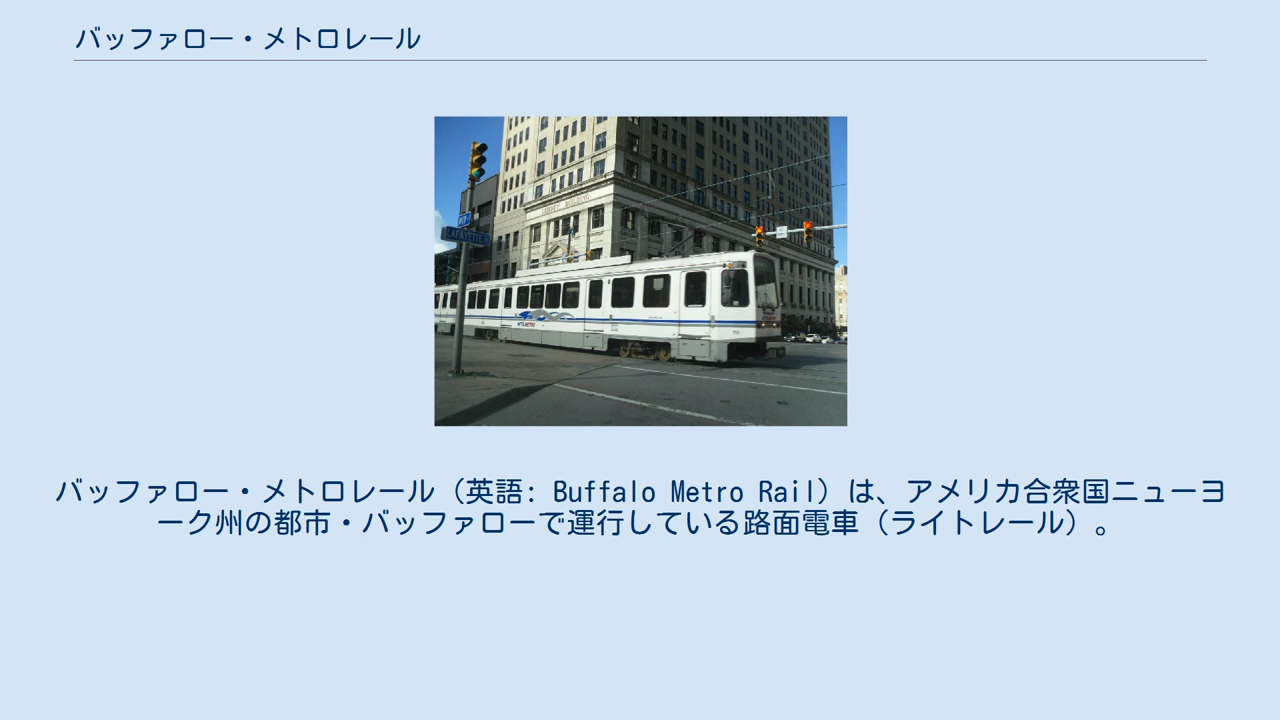 バッファロー・メトロレール
LAFAYETTE
バッファロー・メトロレール（英語: Buffalo Metro Rail）は、アメリカ合衆国ニューヨ
ーク州の都市・バッファローで運行している路面電車（ライトレール）。